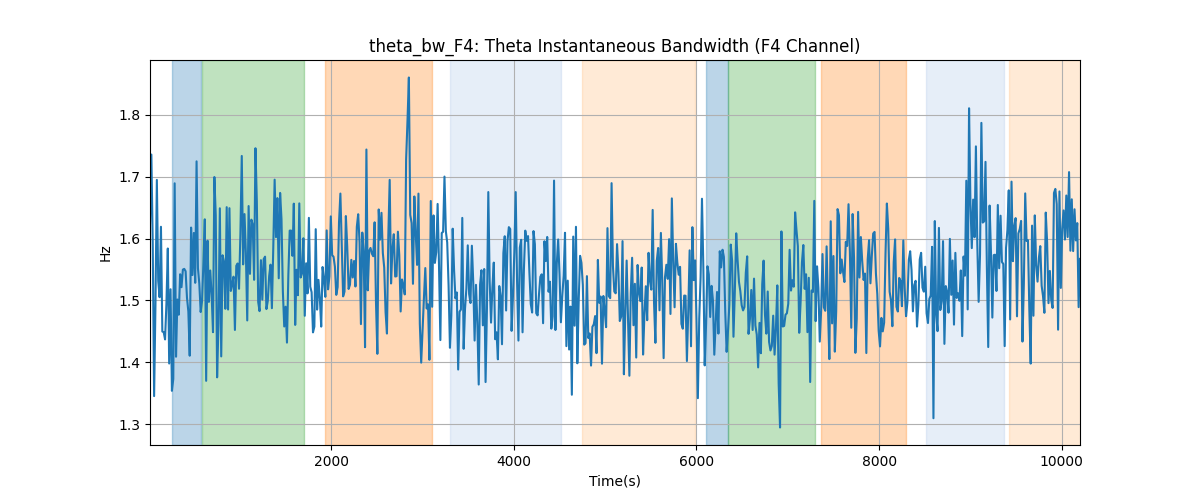 theta_bw_F4: Theta Instantaneous Bandwidth (F4 Channel)
Hz
1.8
1.7
1.6
1.5
1.4
1.3
2000 4000 6000 8000 10000
Time(s)